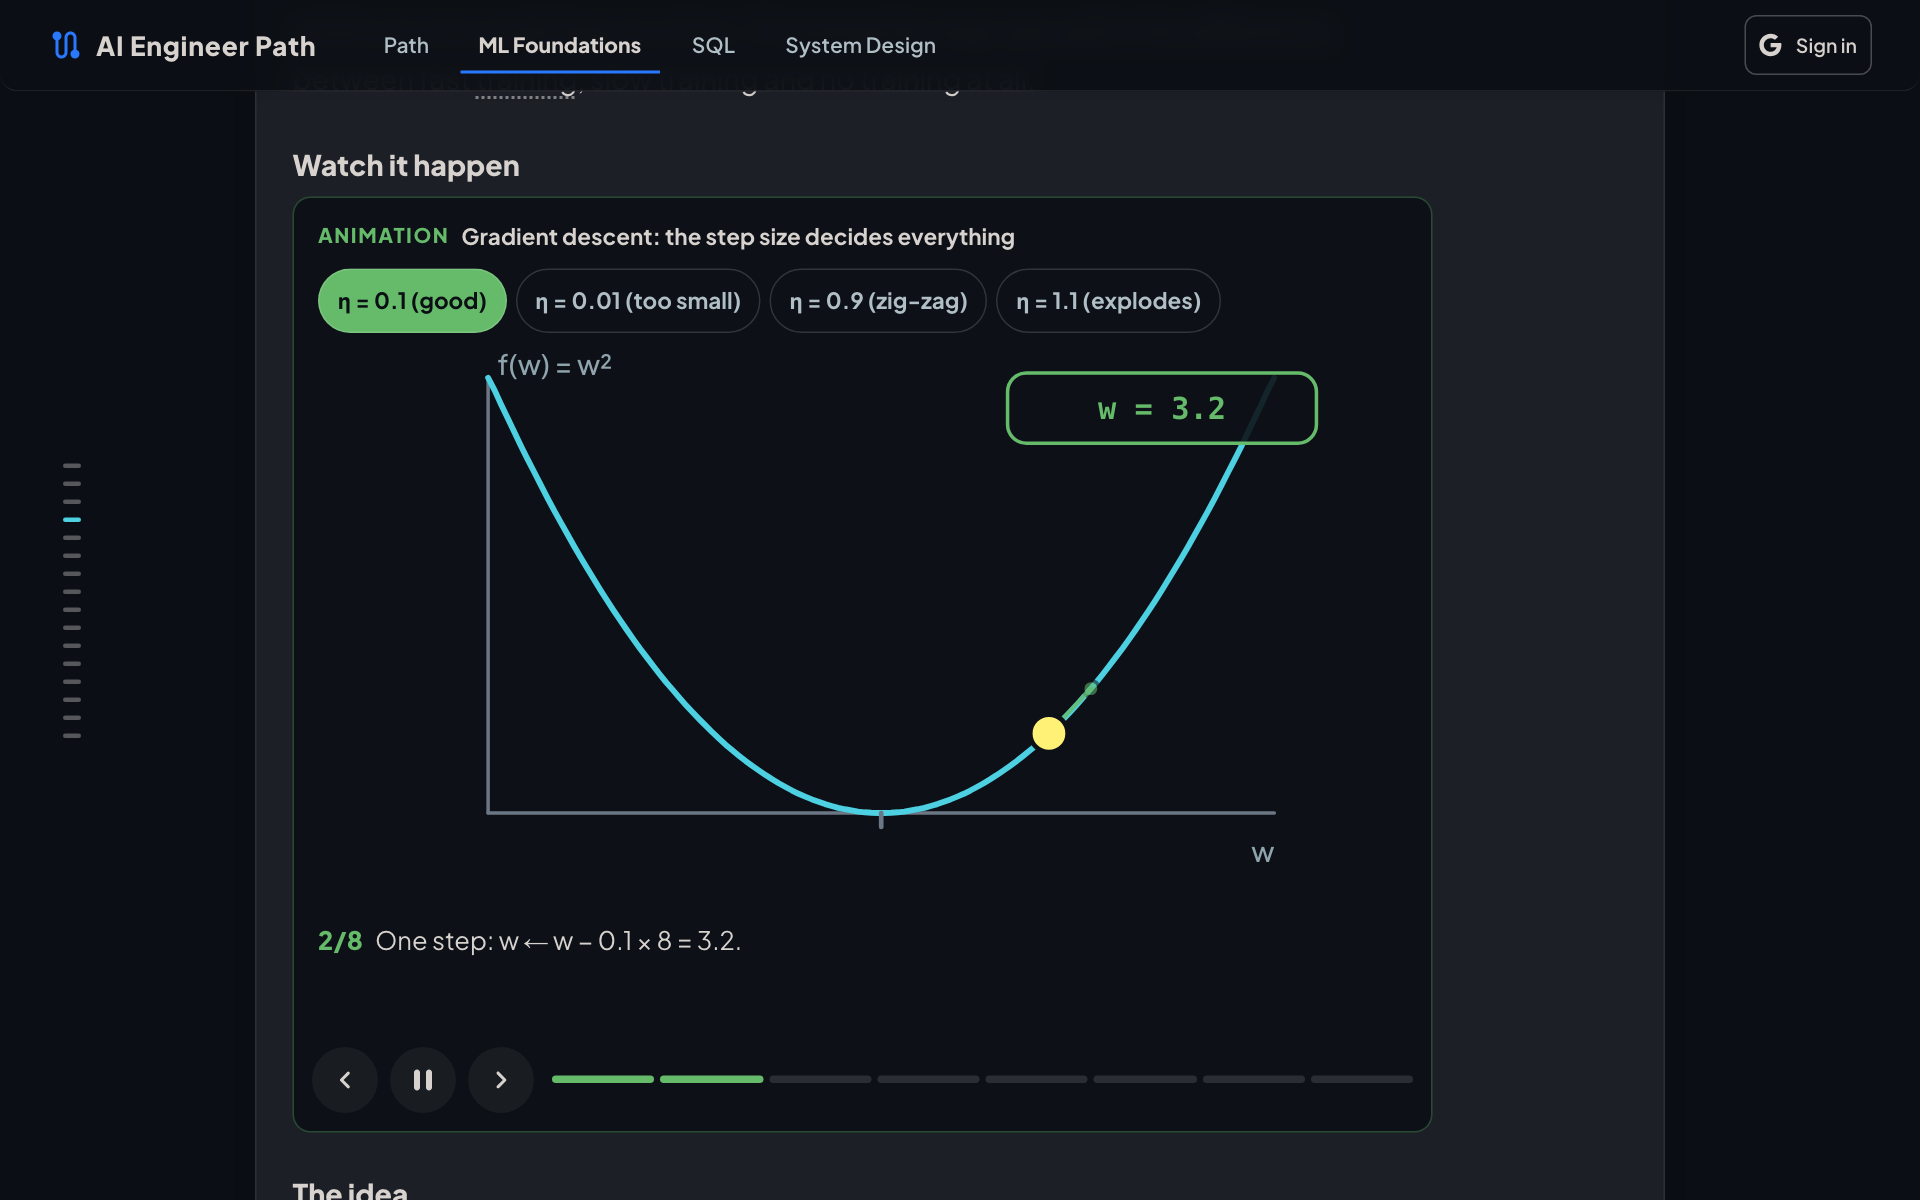 AI Engineer Path
Path
ML Foundations
SQL
System Design
Sign in
Watch it happen
ANIMATION Gradient descent: the step size decides everything
η = 0.1 (good)
η = 0.01 (too small)
η = 0.9 (zig-zag)
η = 1.1 (explodes)
f(w) = w²
w = 3.2
w
2/8 One step: w ← w − 0.1 × 8 = 3.2.
The idea